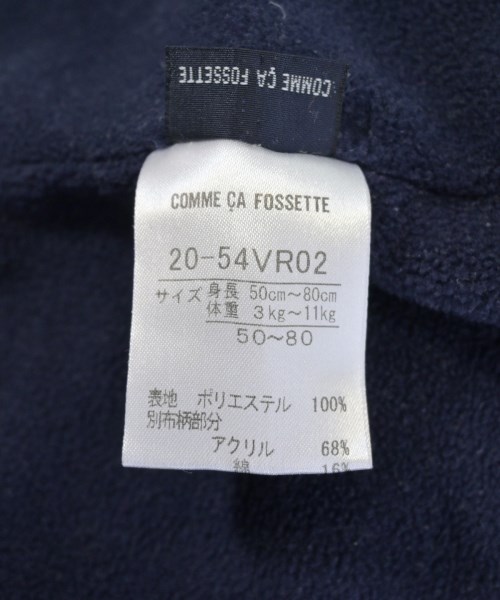 COMME ÇA FOSSETTE
COMME ÇA FOSSETTE
20-54VR02
サイズ 身長 50cm～80cm
体重 3kg～11kg
50～80
表地 ポリエステル 100%
別布柄部分
アクリル 68%
綿 16%